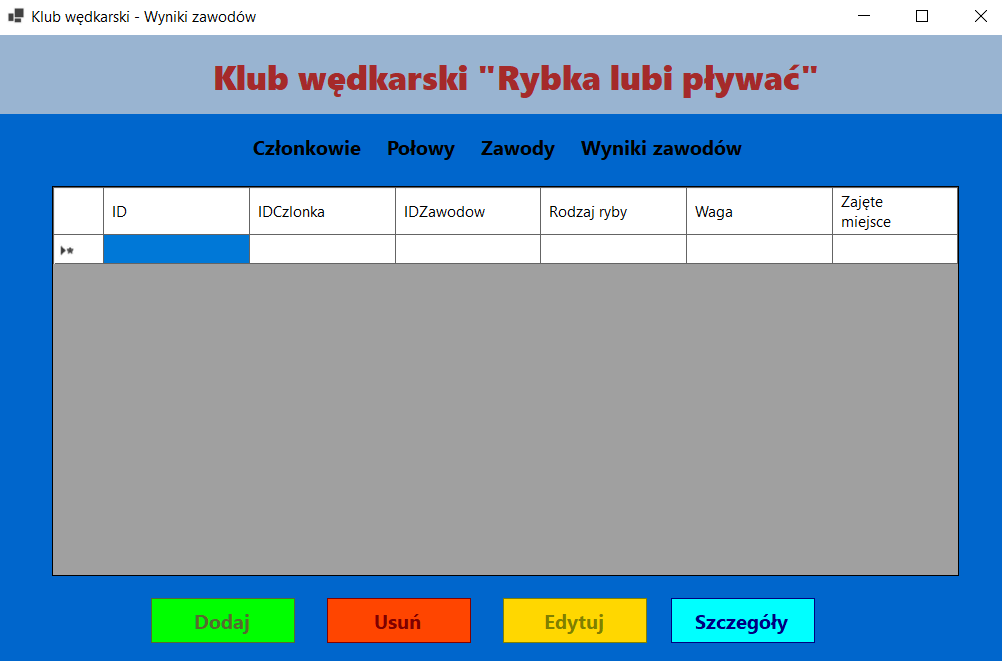 Klub wędkarski - Wyniki zawodów
Klub wędkarski "Rybka lubi pływać"
Członkowie Połowy Zawody Wyniki zawodów
ID IDCzlonka IDZawodow Rodzaj ryby Waga Zajęte
miejsce
Dodaj Usuń Edytuj Szczegóły